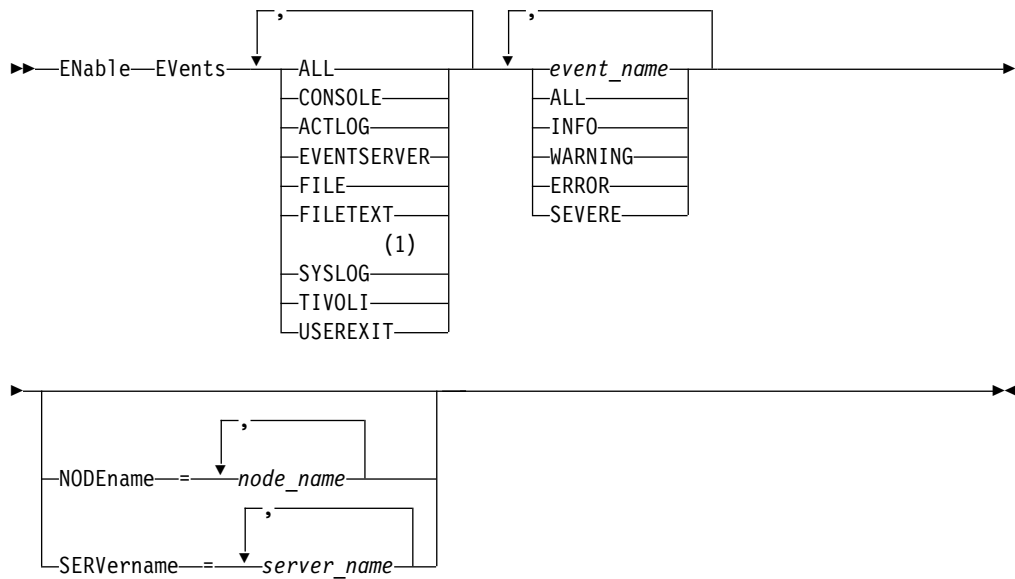 , ,
ENable EVents ALL event_name
CONSOLE ALL
ACTLOG INFO
EVENTSERVER WARNING
FILE ERROR
FILETEXT SEVERE
(1)
SYSLOG
TIVOLI
USEREXIT
,
NODEname = node_name
,
SERVername = server_name